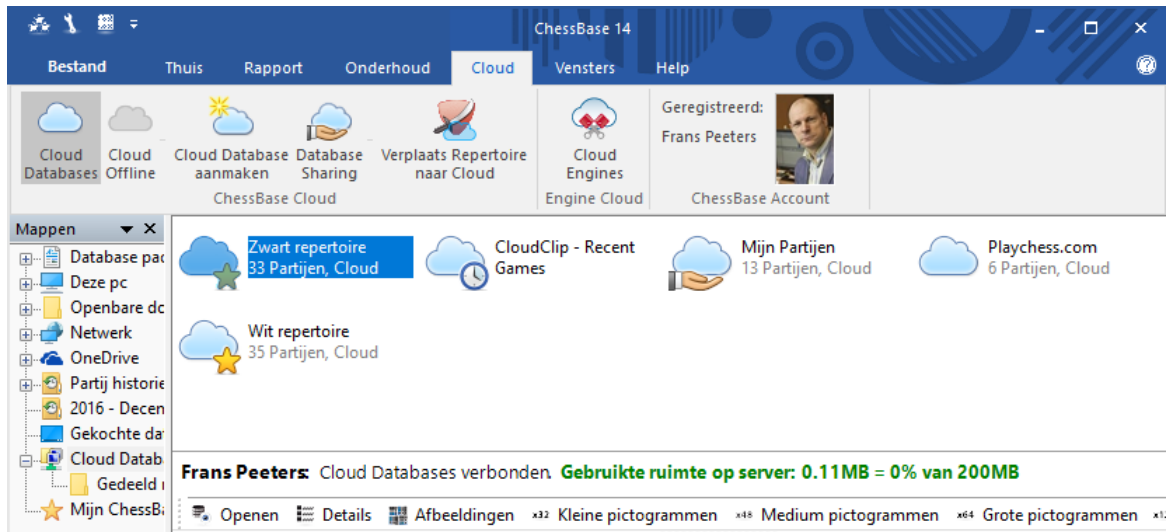 ChessBase 14
Bestand Thuis Rapport Onderhoud Cloud Vensters Help
Cloud Databases
Cloud Offline
Cloud Database aanmaken
Database Sharing
Verplaats Repertoire naar Cloud
ChessBase Cloud
Cloud Engines
Engine Cloud
Geregistreerd:
Frans Peeters
ChessBase Account
Mappen
Database pac
Deze pc
Openbare dc
Netwerk
OneDrive
Partij historie
2016 - Decen
Gekochte da
Cloud Datab
Gedeeld
Mijn ChessBa
Zwart repertoire
33 Partijen, Cloud
CloudClip - Recent
Games
Mijn Partijen
13 Partijen, Cloud
Playchess.com
6 Partijen, Cloud
Wit repertoire
35 Partijen, Cloud
Frans Peeters: Cloud Databases verbonden. Gebruikte ruimte op server: 0.11MB = 0% van 200MB
Openen Details Afbeeldingen x32 Kleine pictogrammen x48 Medium pictogrammen x64 Grote pictogrammen